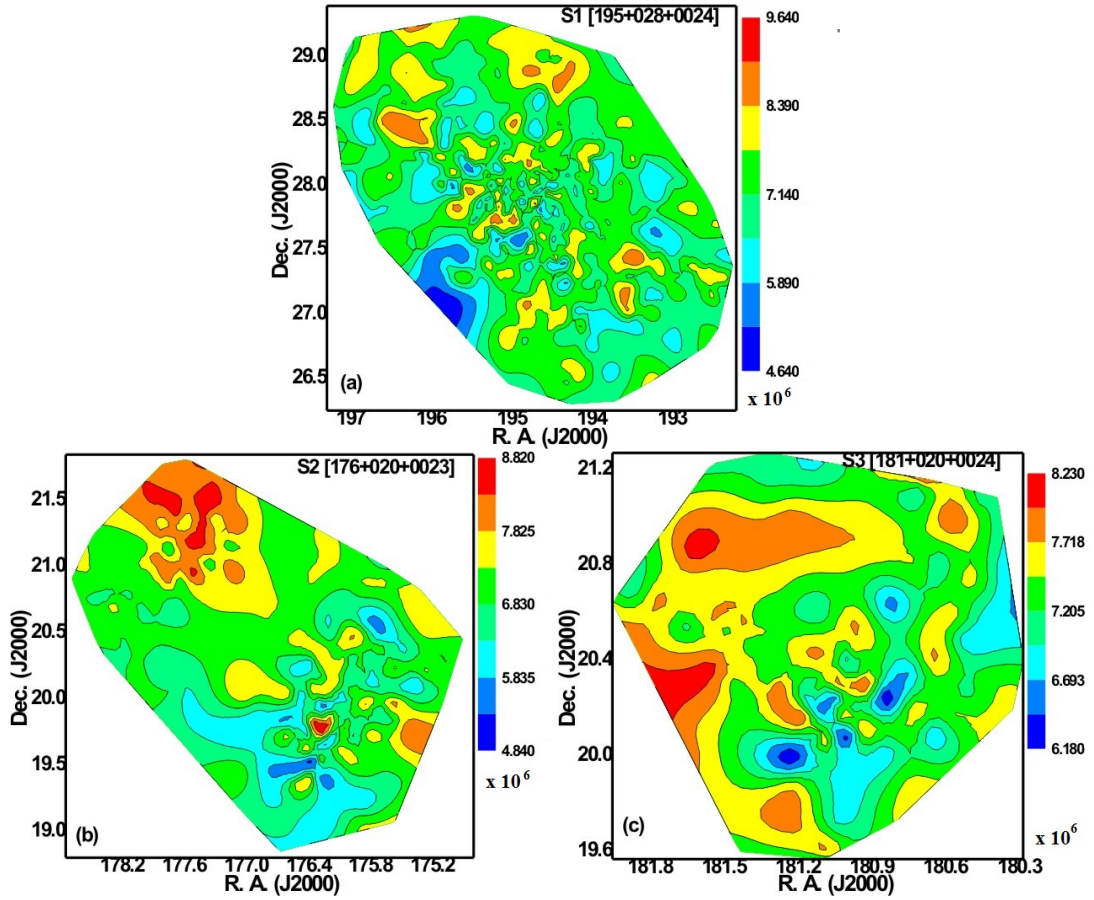 S1 [195+028+0024]
9.640
8.390
7.140
5.890
4.640
x 10⁶
29.0
28.5
28.0
27.5
27.0
26.5
Dec. (J2000)
(a)
197 196 195 194 193
R. A. (J2000)
S2 [176+020+0023]
8.820
7.825
6.830
5.835
4.840
x 10⁶
21.5
21.0
20.5
20.0
19.5
19.0
Dec. (J2000)
(b)
178.2 177.6 177.0 176.4 175.8 175.2
R. A. (J2000)
S3 [181+020+0024]
8.230
7.718
7.205
6.693
6.180
x 10⁶
21.2
20.8
20.4
20.0
19.6
Dec. (J2000)
(c)
181.8 181.5 181.2 180.9 180.6 180.3
R. A. (J2000)